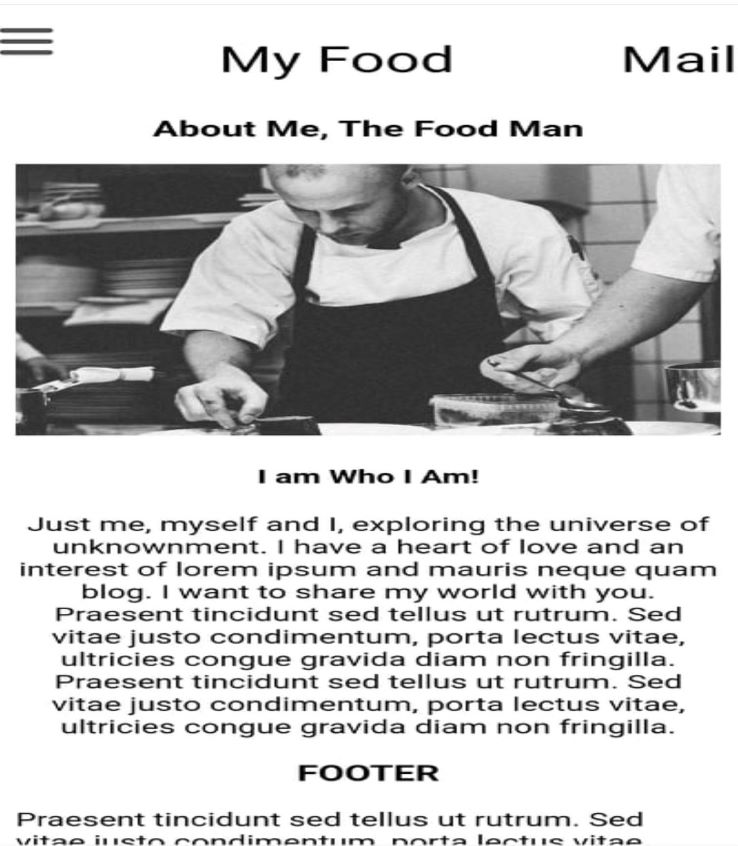 My Food Mail
About Me, The Food Man
I am Who I Am!
Just me, myself and I, exploring the universe of
unknownment. I have a heart of love and an
interest of lorem ipsum and mauris neque quam
blog. I want to share my world with you.
Praesent tincidunt sed tellus ut rutrum. Sed
vitae justo condimentum, porta lectus vitae,
ultricies congue gravida diam non fringilla.
Praesent tincidunt sed tellus ut rutrum. Sed
vitae justo condimentum, porta lectus vitae,
ultricies congue gravida diam non fringilla.
FOOTER
Praesent tincidunt sed tellus ut rutrum. Sed
vitae justo condimentum, porta lectus vitae